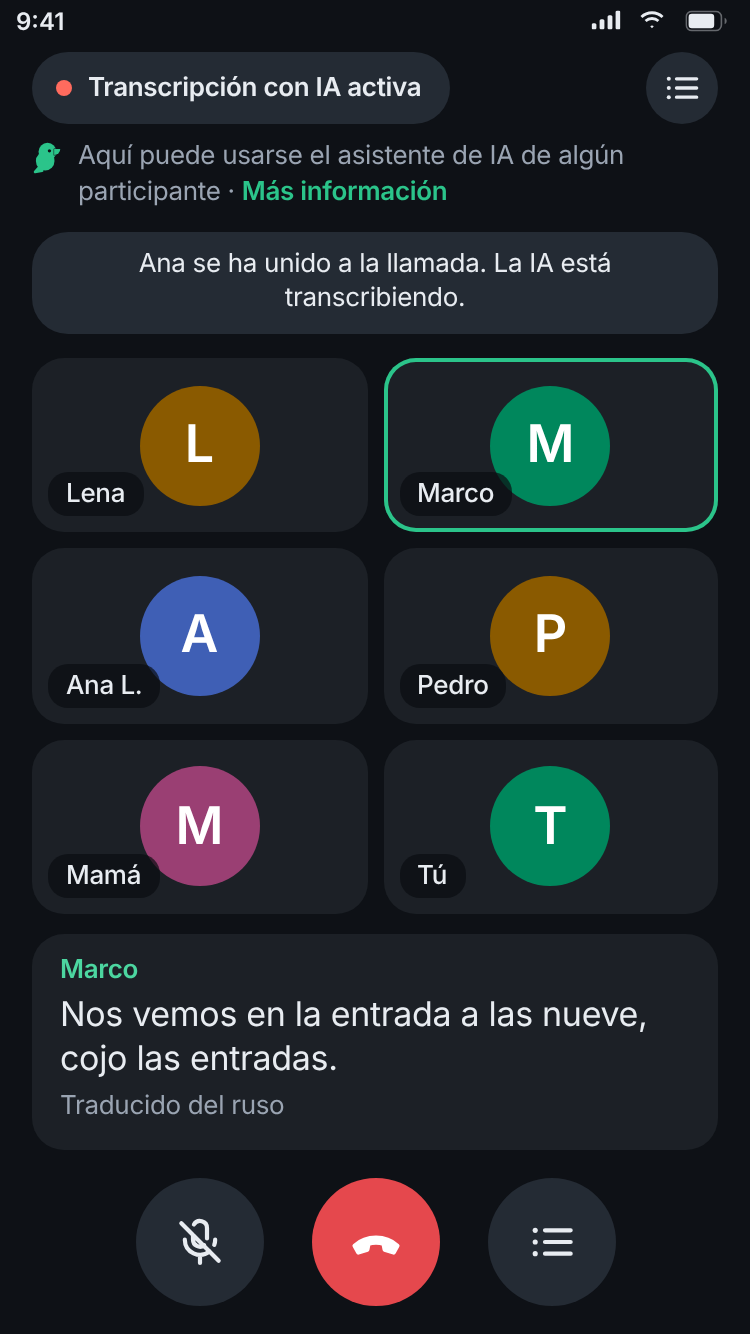 9:41
Transcripción con IA activa
Aquí puede usarse el asistente de IA de algún
participante · Más información
Ana se ha unido a la llamada. La IA está
transcribiendo.
L
Lena
M
Marco
A
Ana L.
P
Pedro
M
Mamá
T
Tú
Marco
Nos vemos en la entrada a las nueve,
cojo las entradas.
Traducido del ruso